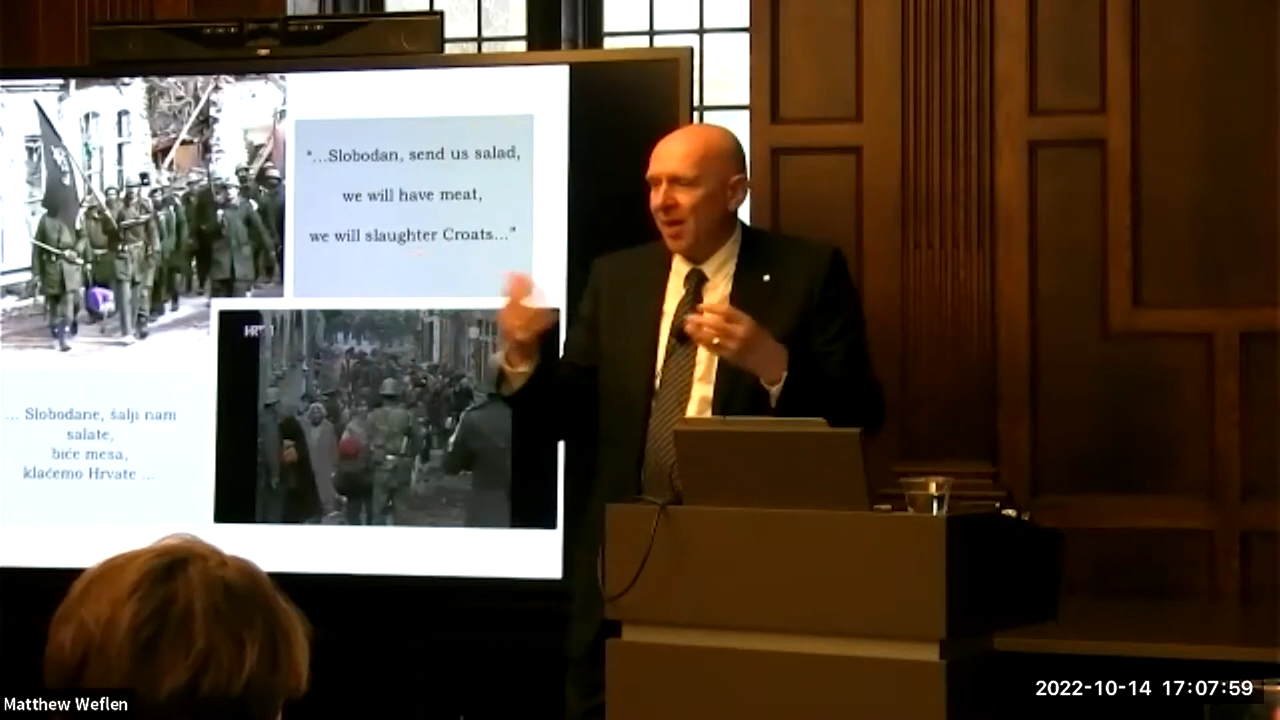 "...Slobodan, send us salad,
we will have meat,
we will slaughter Croats..."
HRT
... Slobodane, šalji nam
salate,
biće mesa,
klaćemo Hrvate ...
Matthew Weflen
2022-10-14 17:07:59